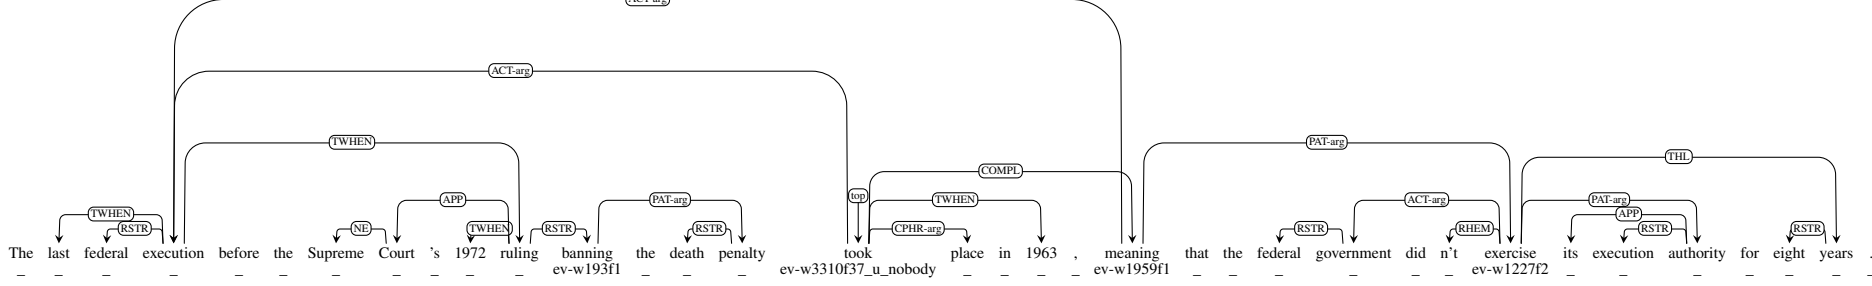 ACT-arg
ACT-arg
TWHEN PAT-arg
THL
COMPL
top
APP PAT-arg TWHEN ACT-arg PAT-arg
TWHEN APP
RSTR NE TWHEN RSTR RSTR CPHR-arg RSTR RHEM RSTR RSTR
The last federal execution before the Supreme Court 's 1972 ruling banning the death penalty took place in 1963 , meaning that the federal government did n't exercise its execution authority for eight years .
_ _ _ _ _ _ _ _ _ _ _ ev-w193f1 _ _ _ ev-w3310f37_u_nobody _ _ _ _ ev-w1959f1 _ _ _ _ _ _ ev-w1227f2 _ _ _ _ _ _ _